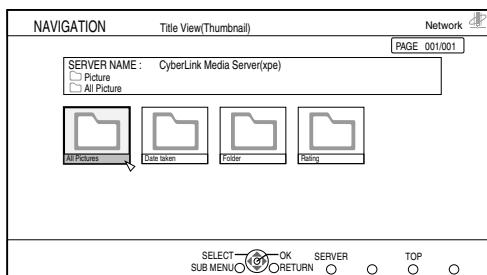 NAVIGATION Title View(Thumbnail) Network
PAGE 001/001
SERVER NAME : CyberLink Media Server(xpe)
Picture
All Picture
All Pictures Date taken Folder Rating
SELECT OK SERVER TOP
SUB MENU RETURN